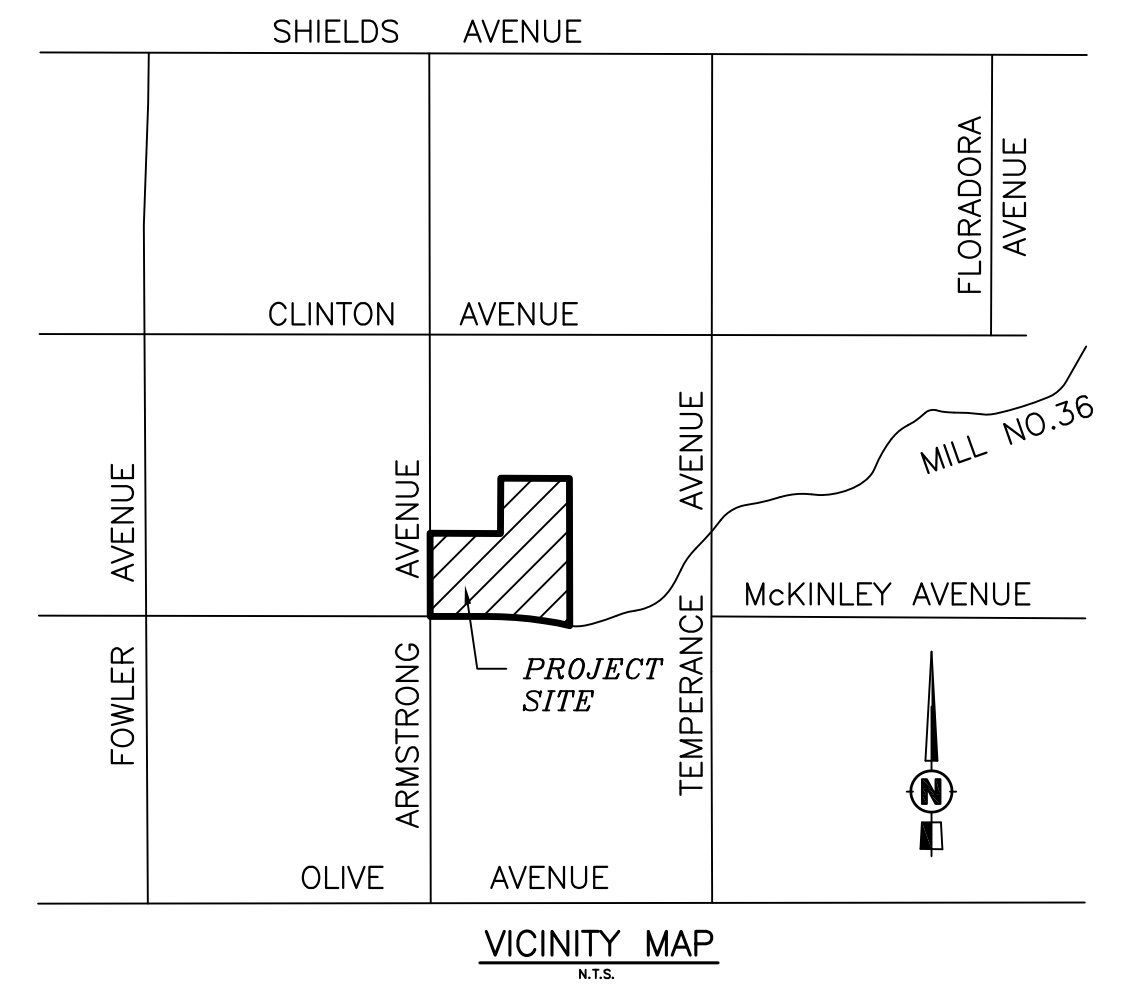 SHIELDS AVENUE
FLORADORA
AVENUE
CLINTON AVENUE
MILL NO.36
FOWLER AVENUE
ARMSTRONG AVENUE
TEMPERANCE AVENUE
McKINLEY AVENUE
PROJECT
SITE
N
OLIVE AVENUE
VICINITY MAP
N.T.S.